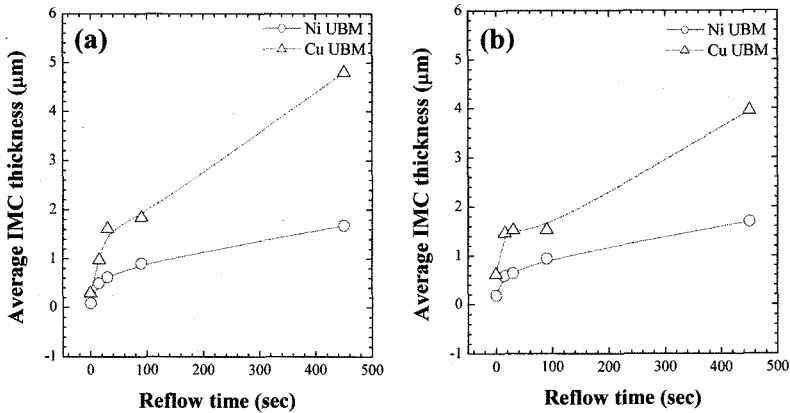 (a)
Ni UBM
Cu UBM
Average IMC thickness (μm)
6
5
4
3
2
1
0
-1
0 100 200 300 400 500
Reflow time (sec)
(b)
Ni UBM
Cu UBM
Average IMC thickness (μm)
6
5
4
3
2
1
0
-1
0 100 200 300 400 500
Reflow time (sec)